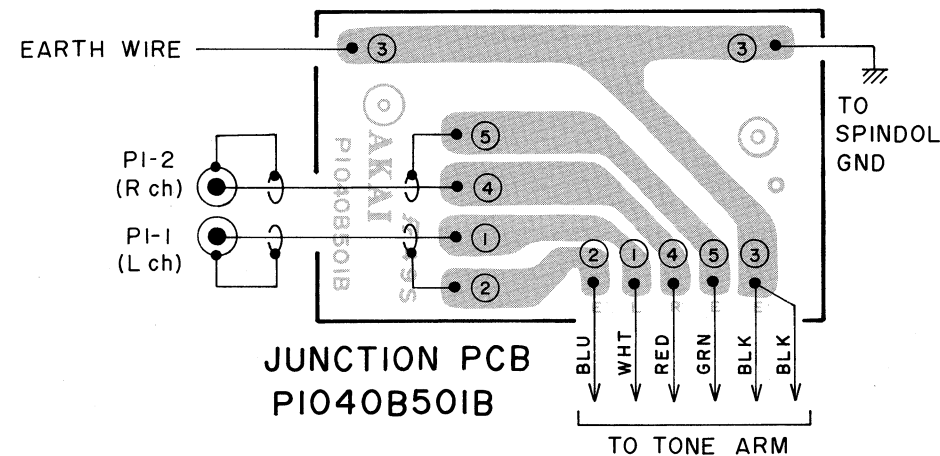 EARTH WIRE
3
3
TO
SPINDOL
GND
5
P1-2
(R ch)
4
AKAI
P1040B501B
P1-1
(L ch)
1
2
2
1
4
5
3
BLU
WHT
RED
GRN
BLK
BLK
JUNCTION PCB
P1040B501B
TO TONE ARM